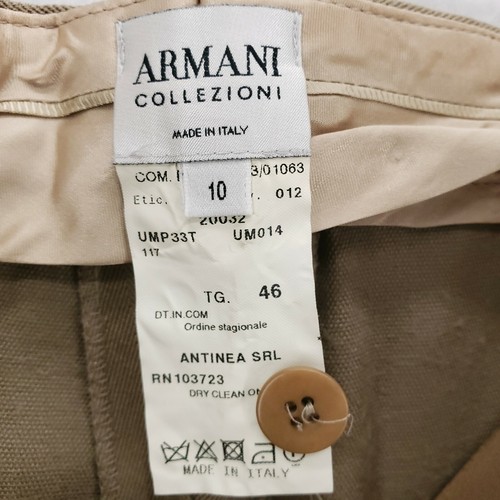 ARMANI
COLLEZIONI
MADE IN ITALY
COM. 3/01063
10
Etic. 012
20032
UMP33T UM014
117
TG. 46
DT.IN.COM
Ordine stagionale
ANTINEA SRL
RN103723
DRY CLEAN
MADE IN ITALY